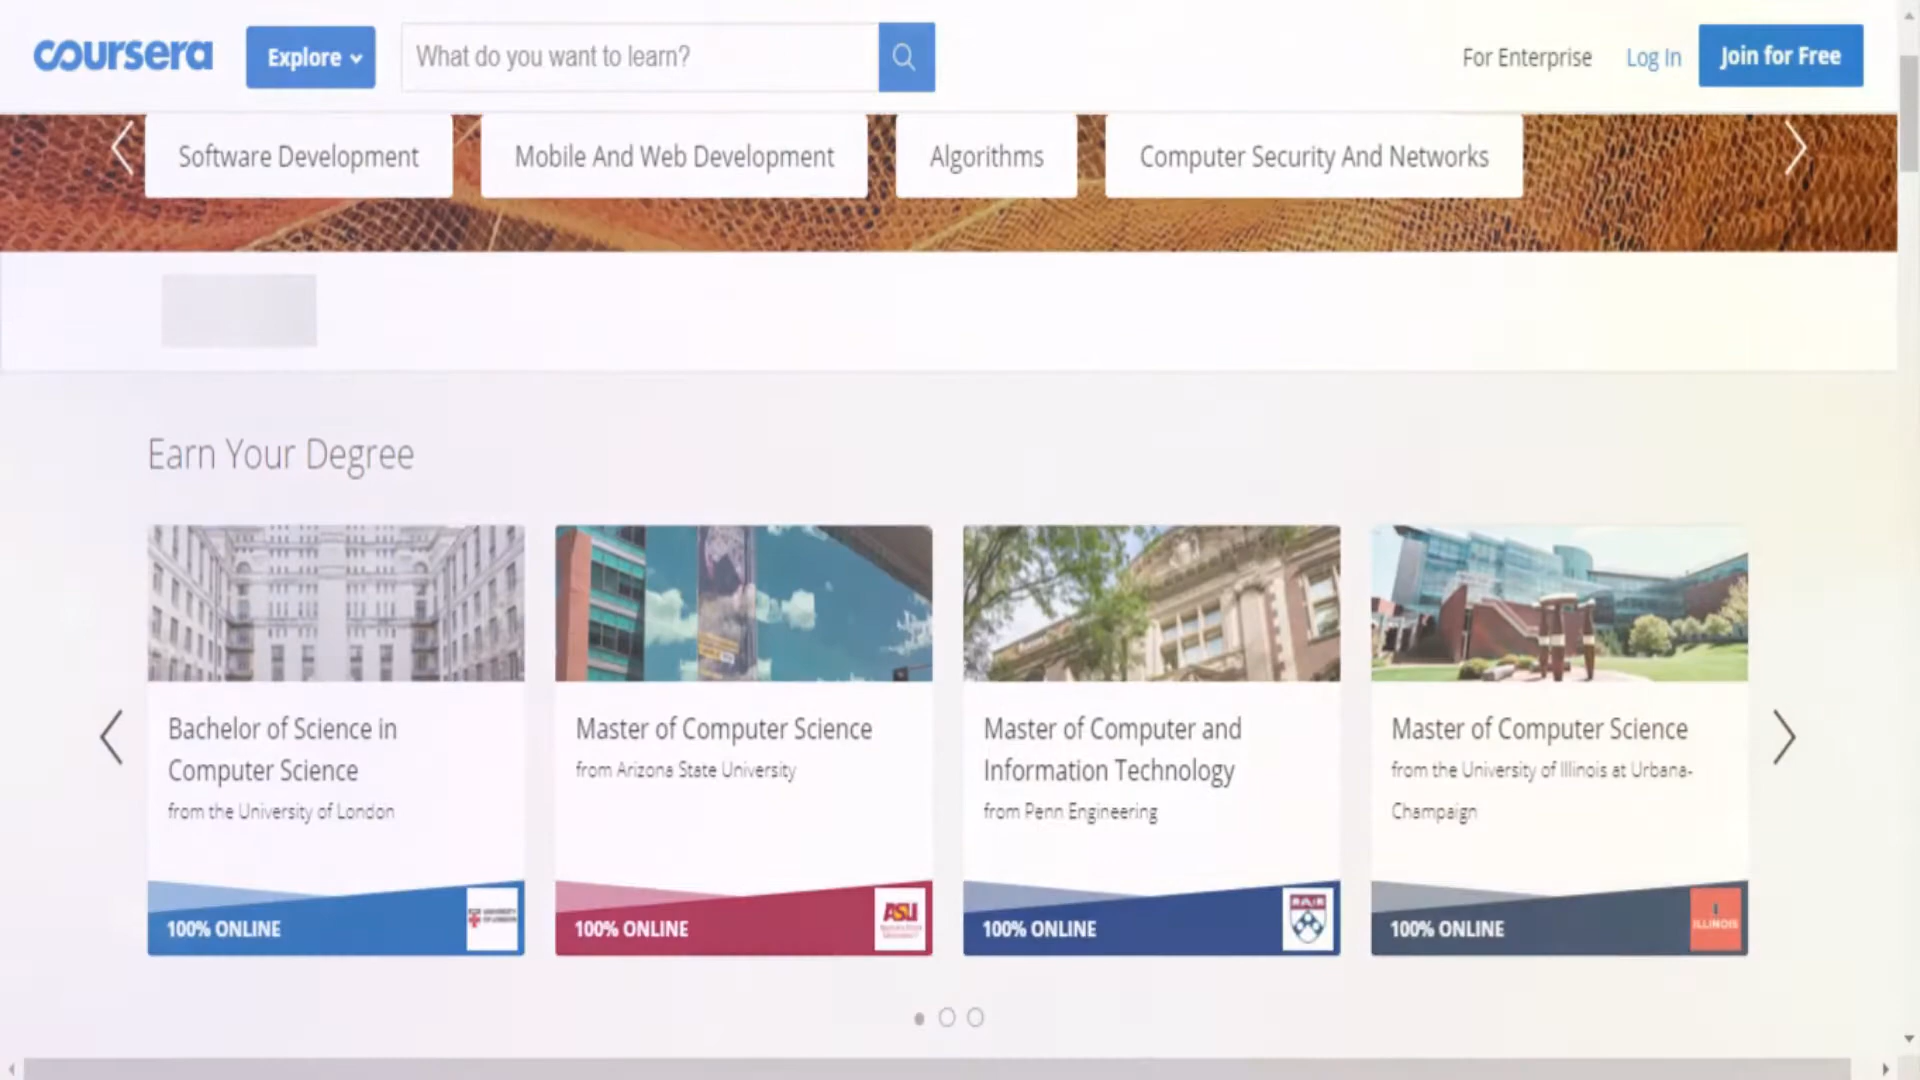 coursera
Explore
What do you want to learn?
For Enterprise
Log In
Join for Free
Software Development
Mobile And Web Development
Algorithms
Computer Security And Networks
Earn Your Degree
Bachelor of Science in
Computer Science
from the University of London
100% ONLINE
UNIVERSITY
OF LONDON
Master of Computer Science
from Arizona State University
100% ONLINE
ASU
Master of Computer and
Information Technology
from Penn Engineering
100% ONLINE
Master of Computer Science
from the University of Illinois at Urbana-
Champaign
100% ONLINE
ILLINOIS